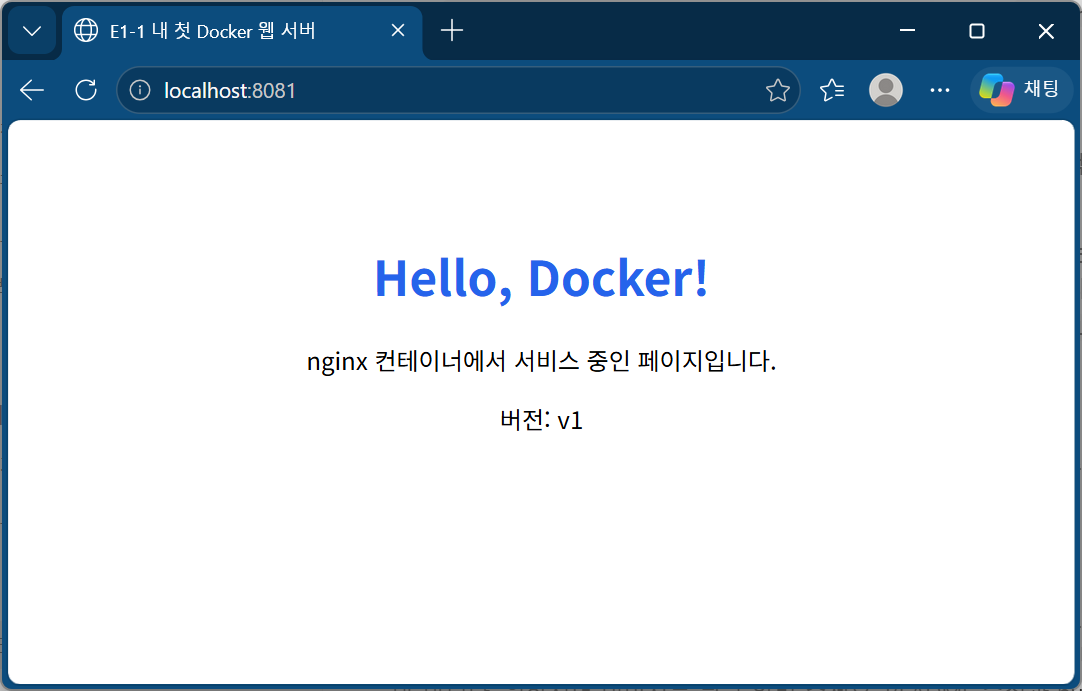 E1-1 내 첫 Docker 웹 서버
localhost:8081
채팅
Hello, Docker!
nginx 컨테이너에서 서비스 중인 페이지입니다.
버전: v1